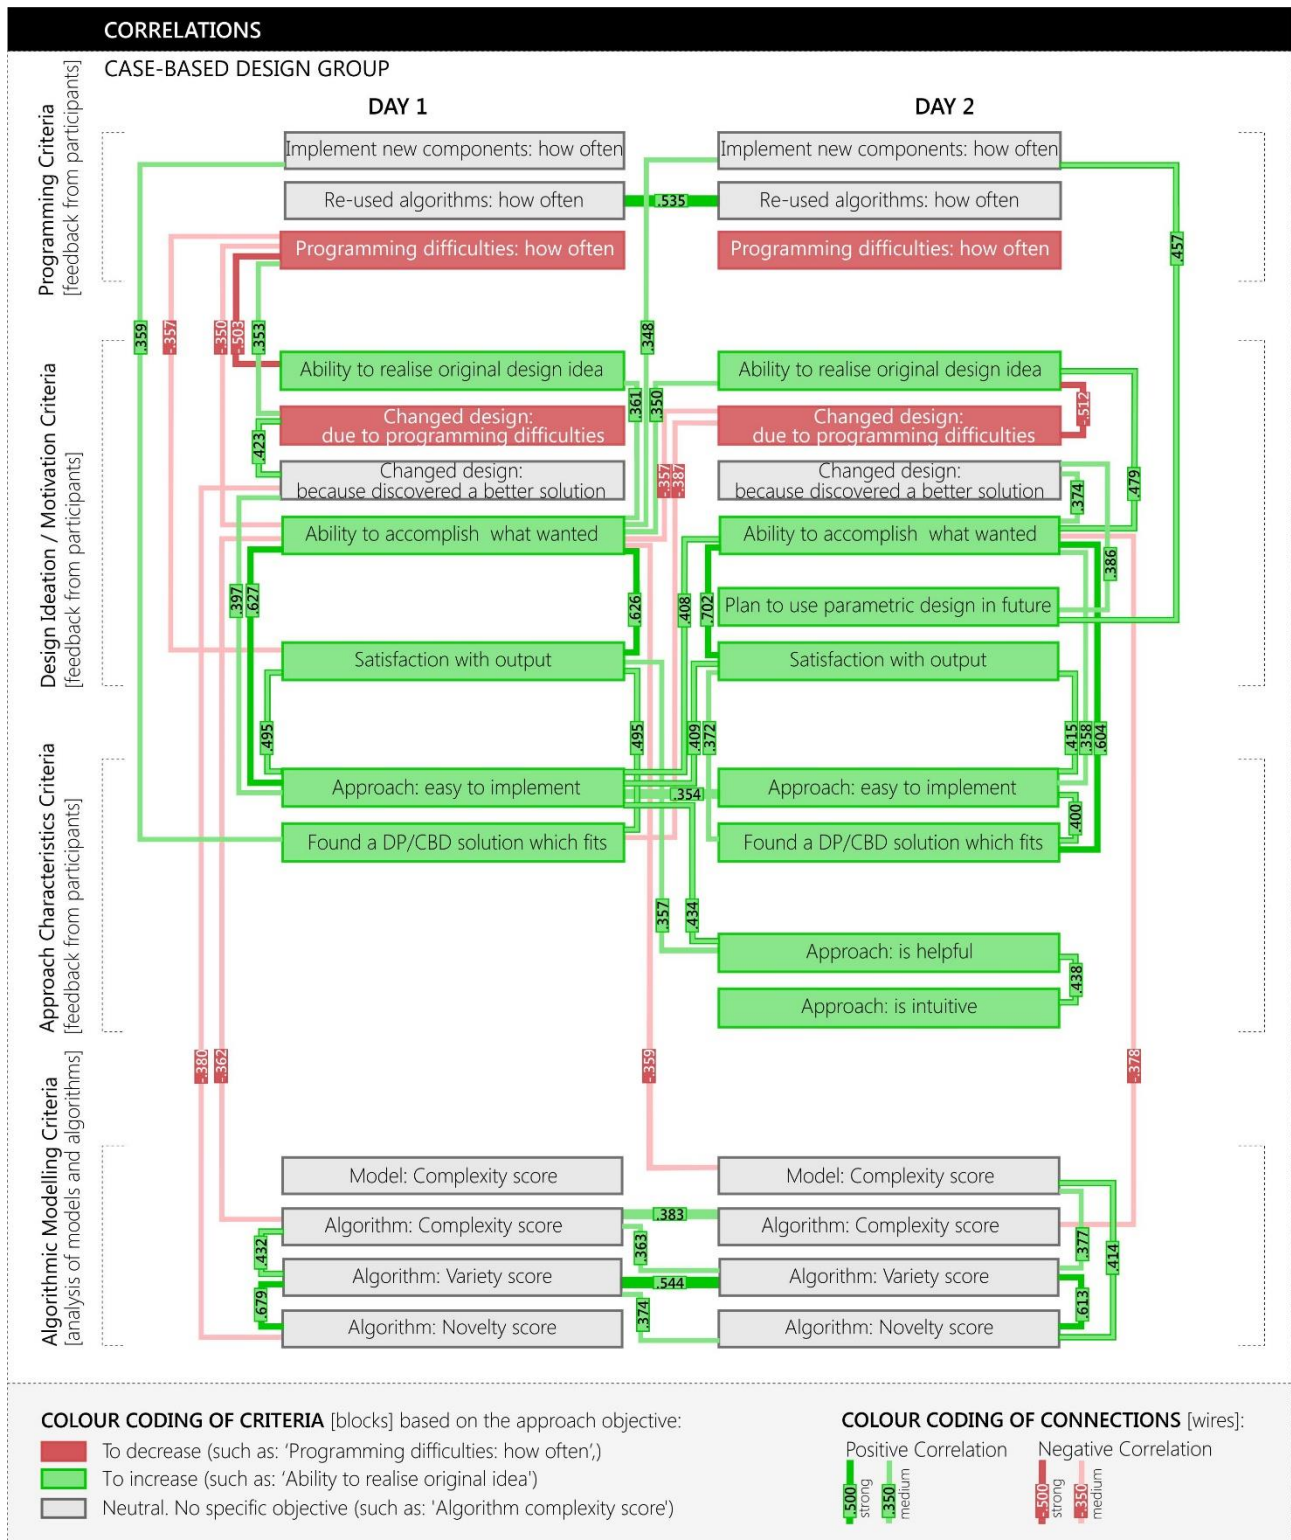 CORRELATIONS
CASE-BASED DESIGN GROUP
DAY 1
DAY 2
Programming Criteria
[feedback from participants]
Implement new components: how often
Implement new components: how often
Re-used algorithms: how often
.535
Re-used algorithms: how often
Programming difficulties: how often
Programming difficulties: how often
.457
.359
-.357
-.350
-.503
.353
.348
Design Ideation / Motivation Criteria
[feedback from participants]
Ability to realise original design idea
Ability to realise original design idea
.361
.350
-.512
Changed design:
due to programming difficulties
Changed design:
due to programming difficulties
.423
-.357
-.387
.479
Changed design:
because discovered a better solution
Changed design:
because discovered a better solution
.374
Ability to accomplish what wanted
Ability to accomplish what wanted
.386
.397
.627
.626
.408
.702
Plan to use parametric design in future
Satisfaction with output
Satisfaction with output
.495
.495
.409
.372
.415
.358
.604
Approach Characteristics Criteria
[feedback from participants]
Approach: easy to implement
.354
Approach: easy to implement
.400
Found a DP/CBD solution which fits
Found a DP/CBD solution which fits
.357
.434
Approach: is helpful
.438
Approach: is intuitive
-.380
-.362
-.359
-.378
Algorithmic Modelling Criteria
[analysis of models and algorithms]
Model: Complexity score
Model: Complexity score
Algorithm: Complexity score
.383
Algorithm: Complexity score
.432
.363
.377
.414
Algorithm: Variety score
.544
Algorithm: Variety score
.679
.374
.613
Algorithm: Novelty score
Algorithm: Novelty score
COLOUR CODING OF CRITERIA [blocks] based on the approach objective:
To decrease (such as: ‘Programming difficulties: how often’,)
To increase (such as: ‘Ability to realise original idea')
Neutral. No specific objective (such as: 'Algorithm complexity score’)
COLOUR CODING OF CONNECTIONS [wires]:
Positive Correlation
Negative Correlation
.500
strong
.350
medium
-.500
strong
-.350
medium